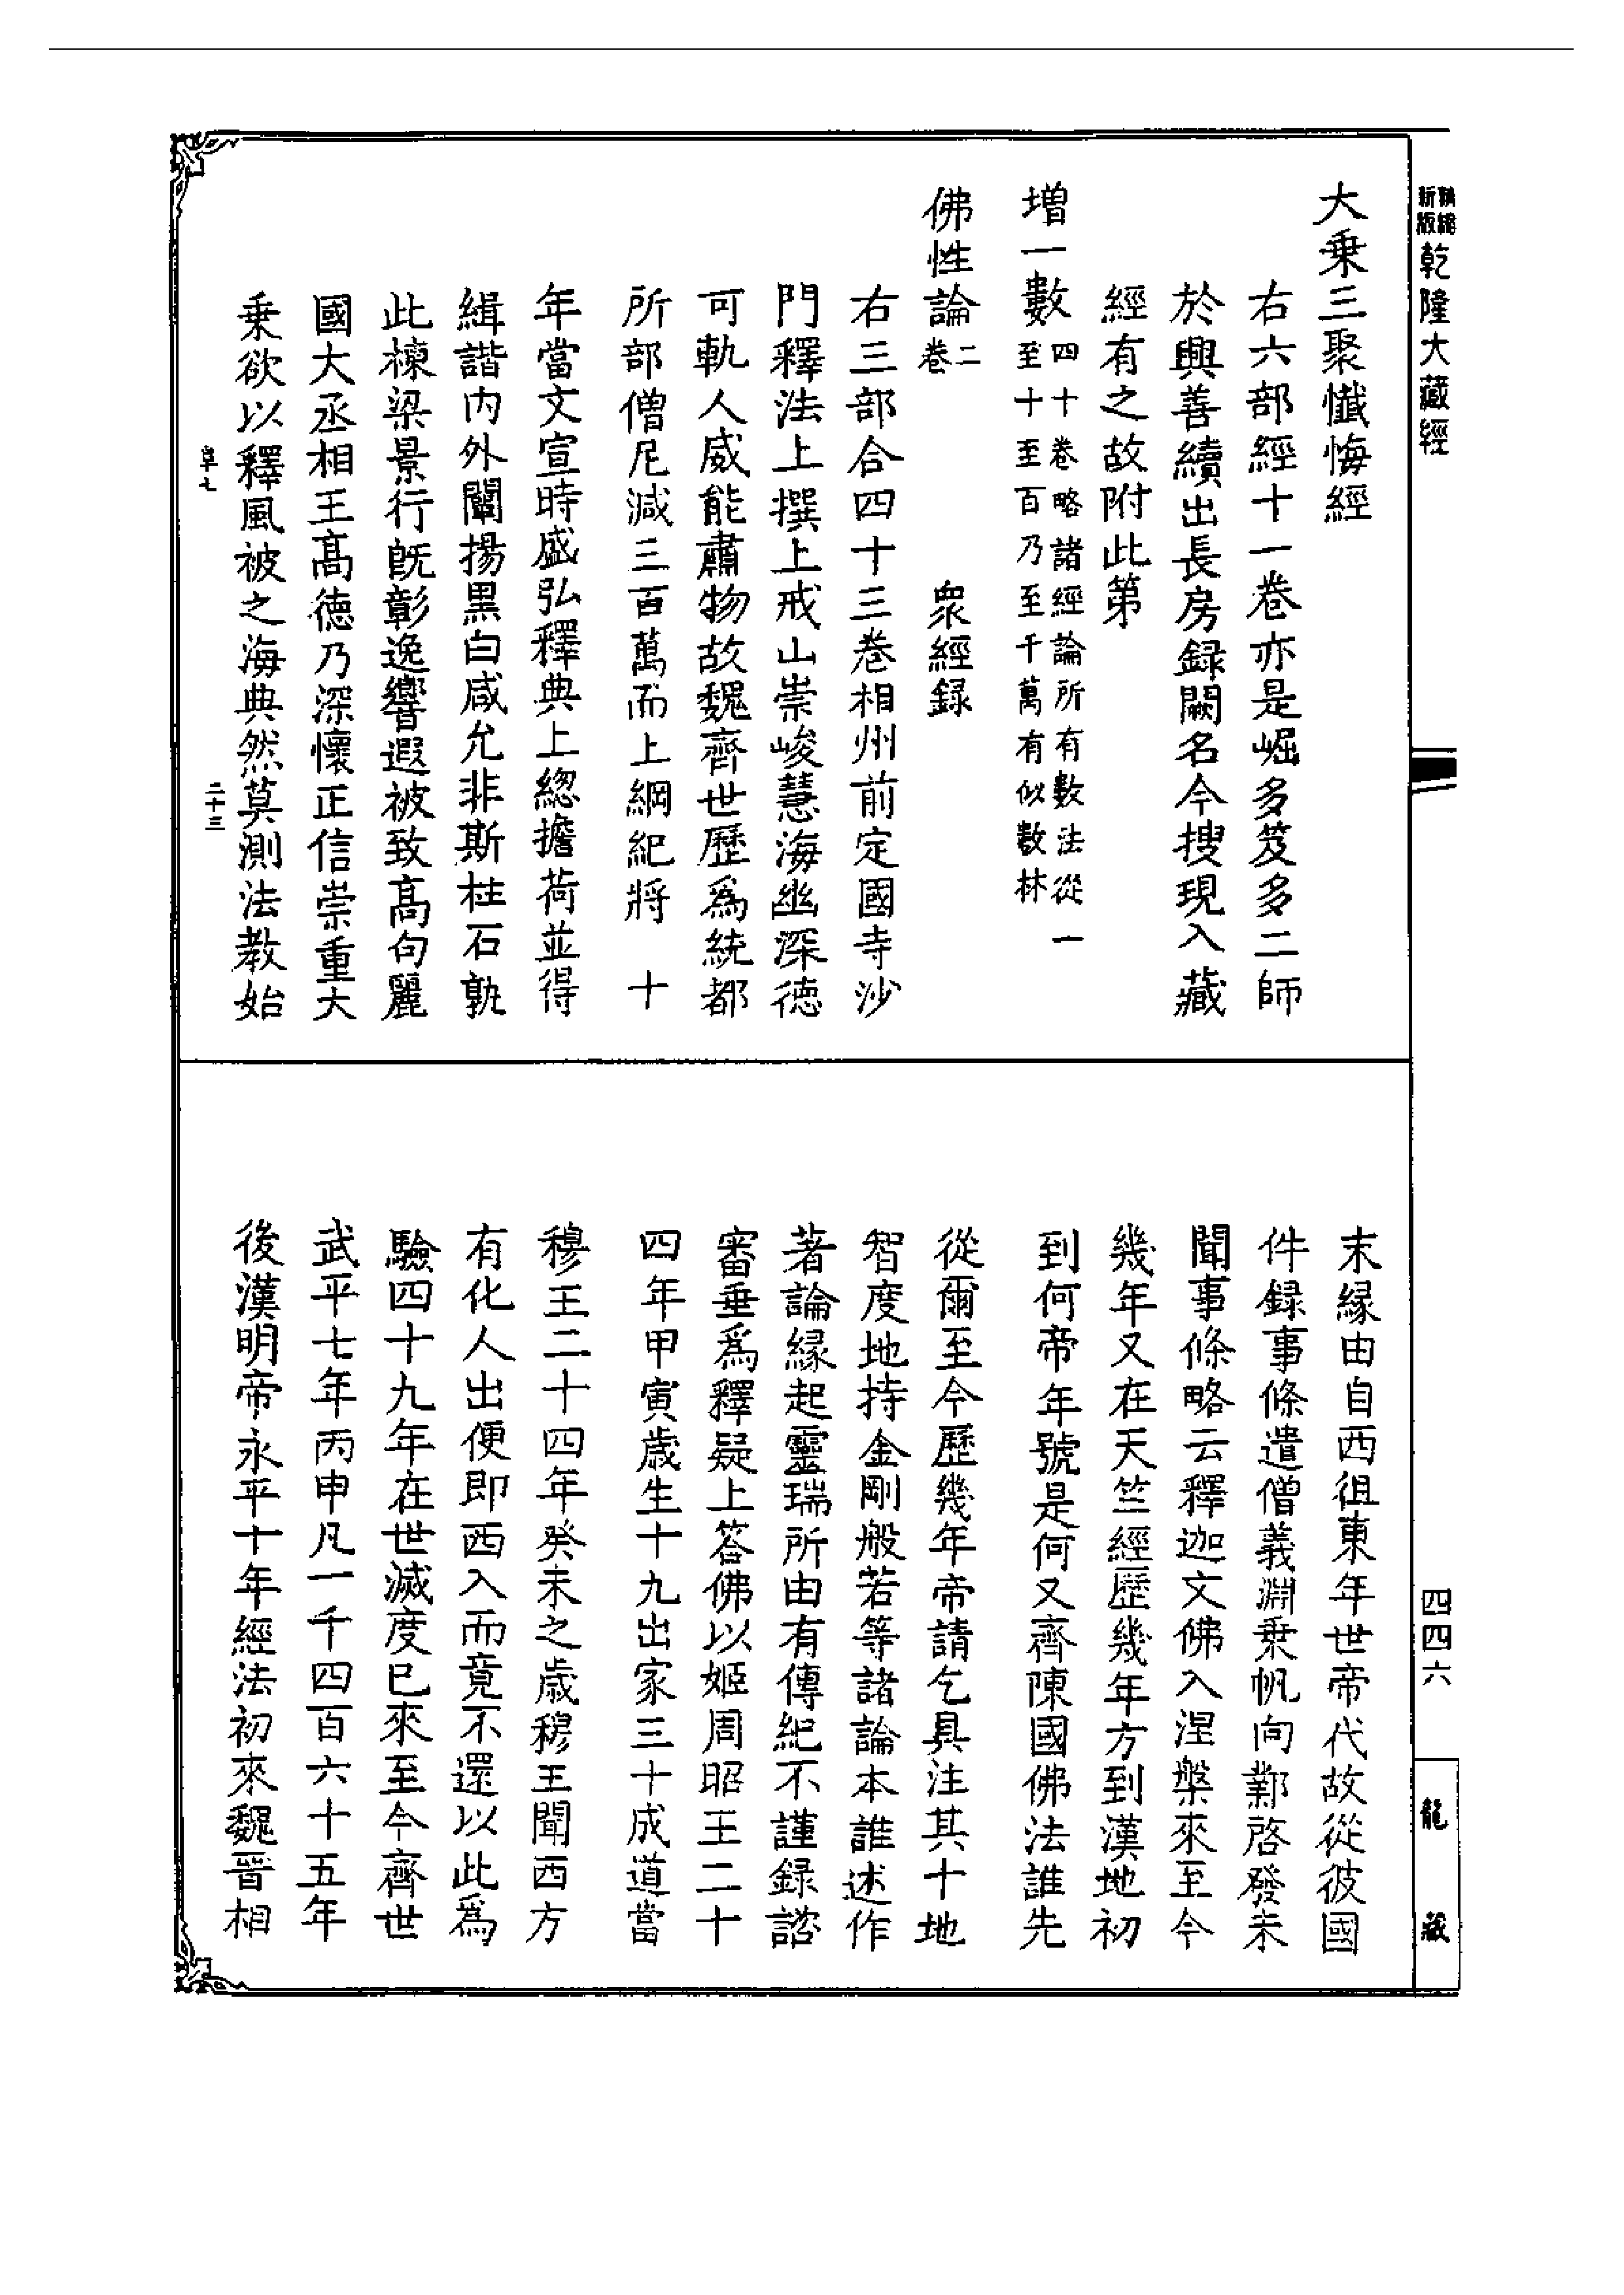 新版
精縮
乾隆大藏經
大乗三聚懺悔經
右六部經十一卷亦是崛多笈多二師
於興善續出長房録闕名今搜現入藏
經有之故附此第
増一數四十卷略諸經論所有數法從一
至十至百乃至千萬有似數林
佛性論二卷 衆經録
右三部合四十三卷相州前定國寺沙
門釋法上撰上戒山崇峻慧海幽深德
可軌人威能肅物故魏齊世歷爲統都
所部僧尼減三百萬而上綱紀將 十
年當文宣時盛弘釋典上緫擔荷並得
緝諧内外闡揚黒白咸允非斯柱石孰
此棟梁景行既彰逸響遐被致高句麗
國大丞相王髙德乃深懷正信崇重大
乗欲以釋風被之海典然莫測法教始
阜七
二十三
末縁由自西徂東年世帝代故從彼國
件録事條遣僧義淵乗帆向鄴啓發未
聞事條略云釋迦文佛入涅槃來至今
幾年又在天竺經歷幾年方到漢地初
到何帝年號是何又齊陳國佛法誰先
從爾至今歷幾年帝請乞具注其十地
智度地持金剛般若等諸論本誰述作
著論縁起靈瑞所由有傳紀不謹録諮
審垂爲釋疑上答佛以姬周昭王二十
四年甲寅歳生十九出家三十成道當
穆王二十四年癸未之歳穆王聞西方
有化人出便即西入而竟不還以此爲
驗四十九年在世滅度已來至今齊世
武平七年丙申凡一千四百六十五年
後漢明帝永平十年經法初來魏晉相
四四六
龍
藏